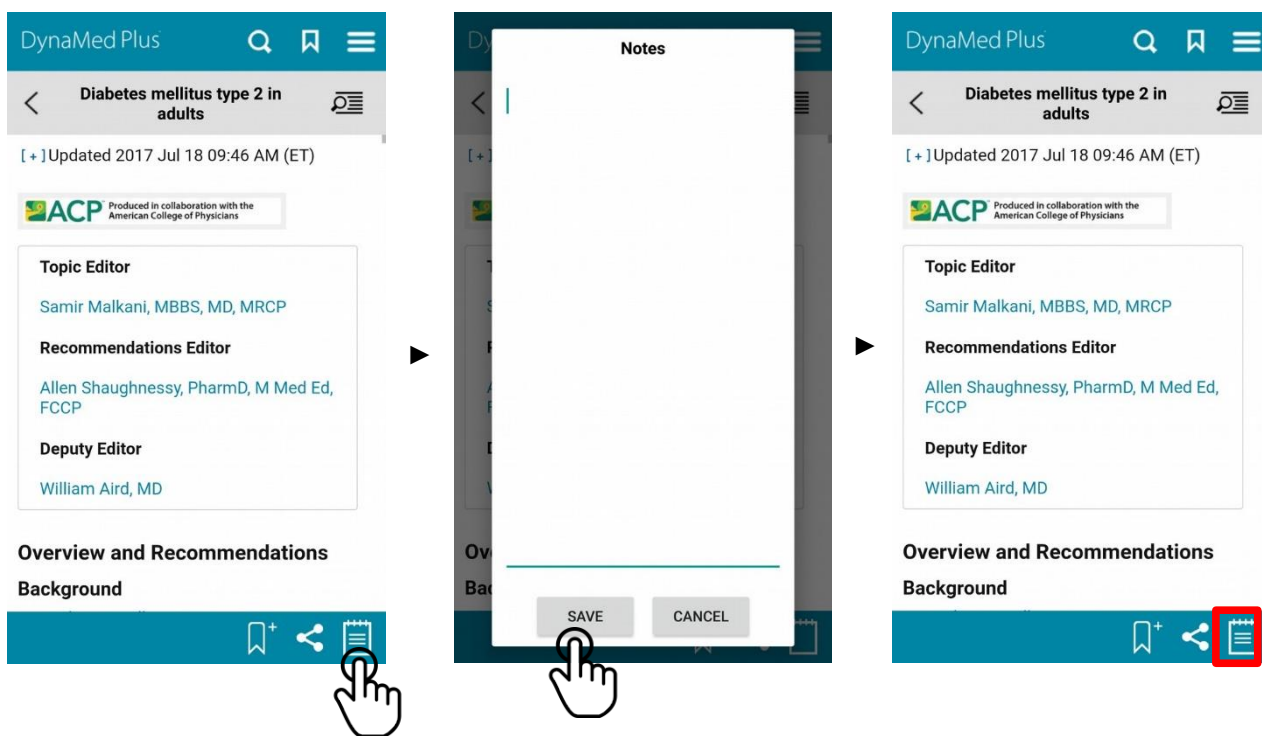 DynaMed Plus
Diabetes mellitus type 2 in
adults
[+] Updated 2017 Jul 18 09:46 AM (ET)
ACP Produced in collaboration with the
American College of Physicians
Topic Editor
Samir Malkani, MBBS, MD, MRCP
Recommendations Editor
Allen Shaughnessy, PharmD, M Med Ed,
FCCP
Deputy Editor
William Aird, MD
Overview and Recommendations
Background
Dy
Notes
[+]
Ov
Bac
SAVE
CANCEL
DynaMed Plus
Diabetes mellitus type 2 in
adults
[+] Updated 2017 Jul 18 09:46 AM (ET)
ACP Produced in collaboration with the
American College of Physicians
Topic Editor
Samir Malkani, MBBS, MD, MRCP
Recommendations Editor
Allen Shaughnessy, PharmD, M Med Ed,
FCCP
Deputy Editor
William Aird, MD
Overview and Recommendations
Background